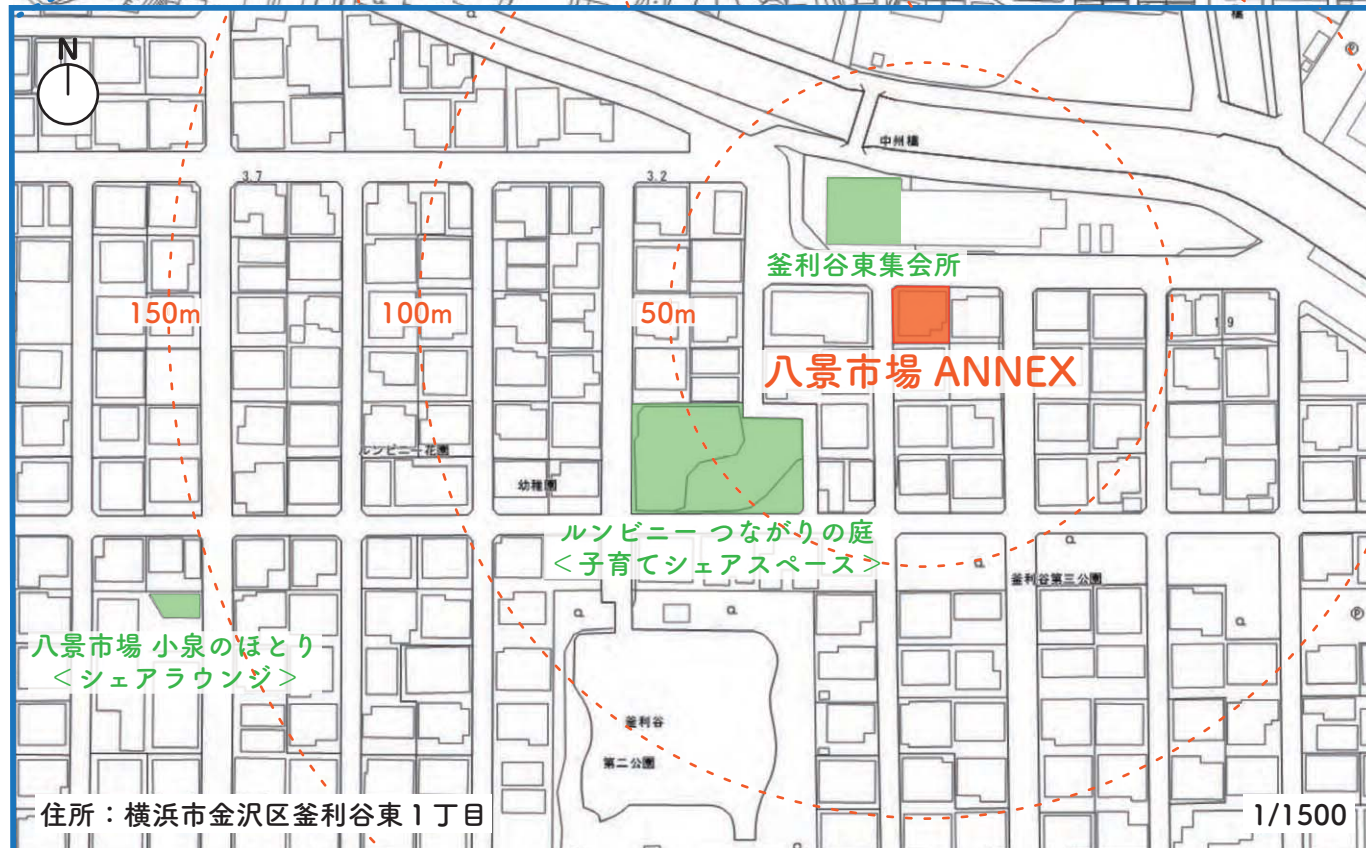 橋
N
中州橋
3.7
3.2
釜利谷東集会所
150m
100m
50m
1 9
八景市場 ANNEX
ルンビニー花園
幼稚園
ルンビニー つながりの庭
<子育てシェアスペース>
釜利谷第三公園
八景市場 小泉のほとり
<シェアラウンジ>
釜利谷
第二公園
住所：横浜市金沢区釜利谷東1丁目
1/1500